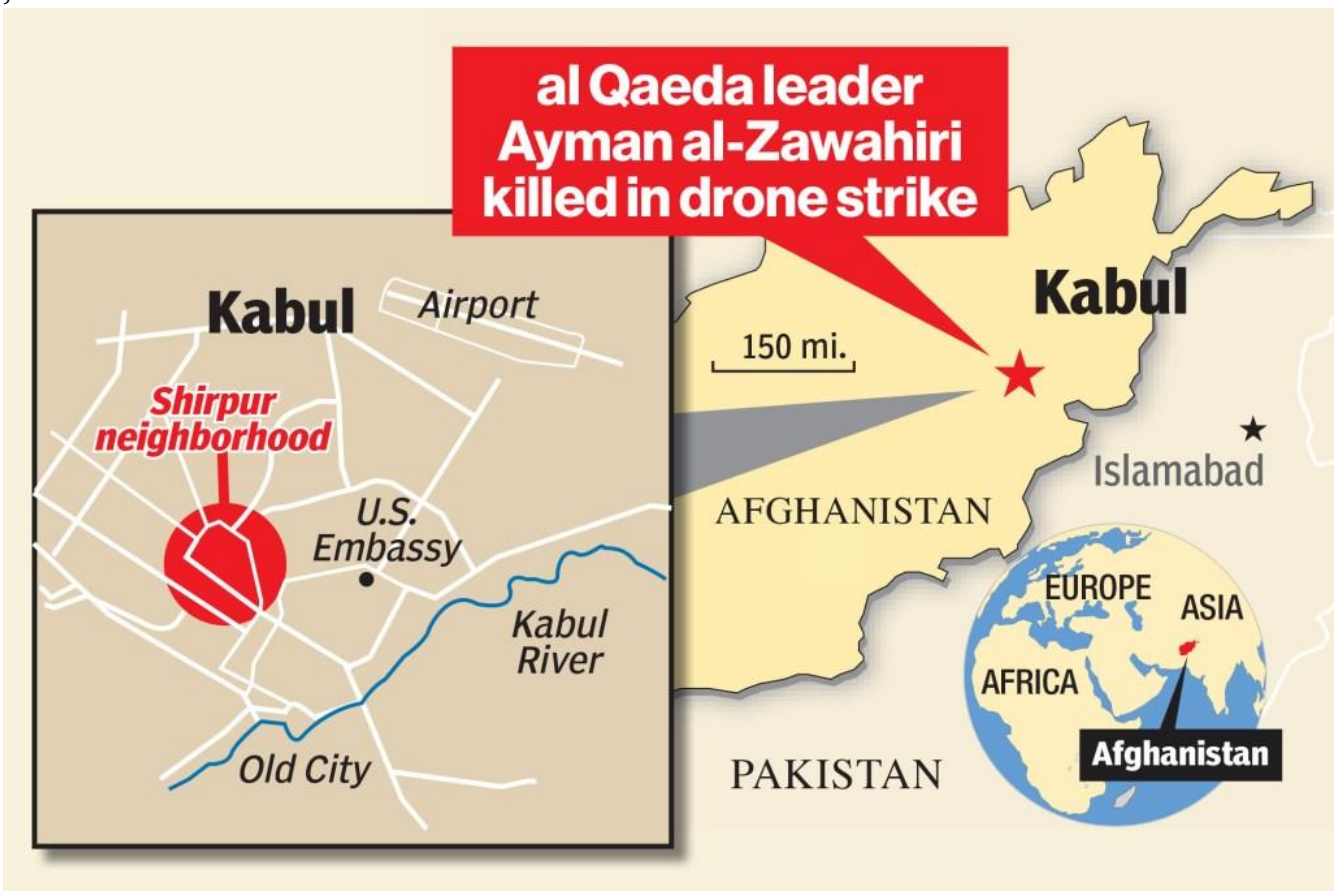 al Qaeda leader
Ayman al-Zawahiri
killed in drone strike
Kabul
Airport
Shirpur
neighborhood
U.S.
Embassy
Kabul
River
Old City
Kabul
150 mi.
Islamabad
AFGHANISTAN
PAKISTAN
EUROPE
ASIA
AFRICA
Afghanistan